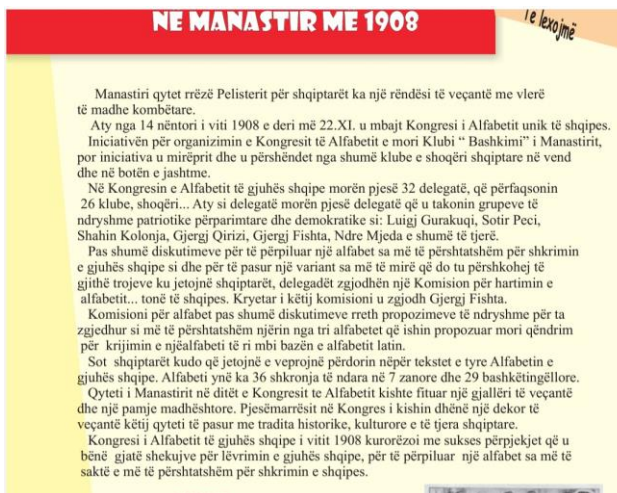 NE MANASTIR ME 1908
Të lexojmë
Manastiri qytet rrëzë Pelisterit për shqiptarët ka një rëndësi të veçantë me vlerë
të madhe kombëtare.
Aty nga 14 nëntori i viti 1908 e deri më 22.XI. u mbajt Kongresi i Alfabetit unik të shqipes.
Iniciativën për organizimin e Kongresit të Alfabetit e mori Klubi “ Bashkimi” i Manastirit,
por iniciativa u mirëprit dhe u përshëndet nga shumë klube e shoqëri shqiptare në vend
dhe në botën e jashtme.
Në Kongresin e Alfabetit të gjuhës shqipe morën pjesë 32 delegatë, që përfaqsonin
26 klube, shoqëri... Aty si delegatë morën pjesë delegatë që u takonin grupeve të
ndryshme patriotike përparimtare dhe demokratike si: Luigj Gurakuqi, Sotir Peci,
Shahin Kolonja, Gjergj Qirizi, Gjergj Fishta, Ndre Mjeda e shumë të tjerë.
Pas shumë diskutimeve për të përpiluar një alfabet sa më të përshtatshëm për shkrimin
e gjuhës shqipe si dhe për të pasur një variant sa më të mirë që do tu përshkohej të
gjithë trojeve ku jetojnë shqiptarët, delegadët zgjodhën një Komision për hartimin e
alfabetit... tonë të shqipes. Kryetar i këtij komisioni u zgjodh Gjergj Fishta.
Komisioni për alfabet pas shumë diskutimeve rreth propozimeve të ndryshme për ta
zgjedhur si më të përshtatshëm njërin nga tri alfabetet që ishin propozuar mori qëndrim
për krijimin e njëalfabeti të ri mbi bazën e alfabetit latin.
Sot shqiptarët kudo që jetojnë e veprojnë përdorin nëpër tekstet e tyre Alfabetin e
gjuhës shqipe. Alfabeti ynë ka 36 shkronja të ndara në 7 zanore dhe 29 bashkëtingëllore.
Qyteti i Manastirit në ditët e Kongresit te Alfabetit kishte fituar një gjallëri të veçantë
dhe një pamje madhështore. Pjesëmarrësit në Kongres i kishin dhënë një dekor të
veçantë këtij qyteti të pasur me tradita historike, kulturore e të tjera shqiptare.
Kongresi i Alfabetit të gjuhës shqipe i vitit 1908 kurorëzoi me sukses përpjekjet që u
bënë gjatë shekujve për lëvrimin e gjuhës shqipe, për të përpiluar një alfabet sa më të
saktë e më të përshtatshëm për shkrimin e shqipes.